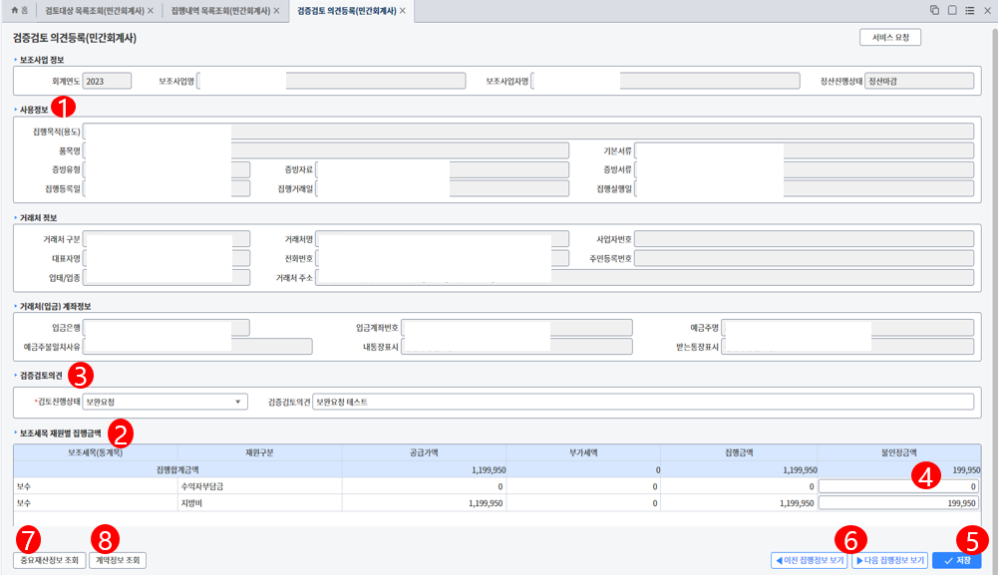 홈 검토대상 목록조회(민간회계사) × 집행내역 목록조회(민간회계사) × 검증검토 의견등록(민간회계사) ×
검증검토 의견등록(민간회계사) 서비스 요청
보조사업 정보
회계연도 2023 보조사업명 보조사업자명 정산진행상태 정산마감
사용정보 1
집행목적(용도)
품목명 기본서류
증빙유형 증빙자료 증빙서류
집행등록일 집행거래일 집행실행일
거래처 정보
거래처 구분 거래처명 사업자번호
대표자명 전화번호 주민등록번호
업태/업종 거래처 주소
거래처(입금) 계좌정보
입금은행 입금계좌번호 예금주명
예금주불일치사유 내통장표시 받는통장표시
검증검토의견 3
*검토진행상태 보완요청 검증검토의견 보완요청 테스트
보조세목 재원별 집행금액 2
보조세목(통계목) 재원구분 공급가액 부가세액 집행금액 불인정금액
집행합계금액 1,199,950 0 1,199,950 199,950
4
보수 수익자부담금 0 0 0 0
보수 지방비 1,199,950 0 1,199,950 199,950
7 8 6 5
중요재산정보 조회 계약정보 조회 ◀이전 집행정보 보기 ▶다음 집행정보 보기 ✓ 저장